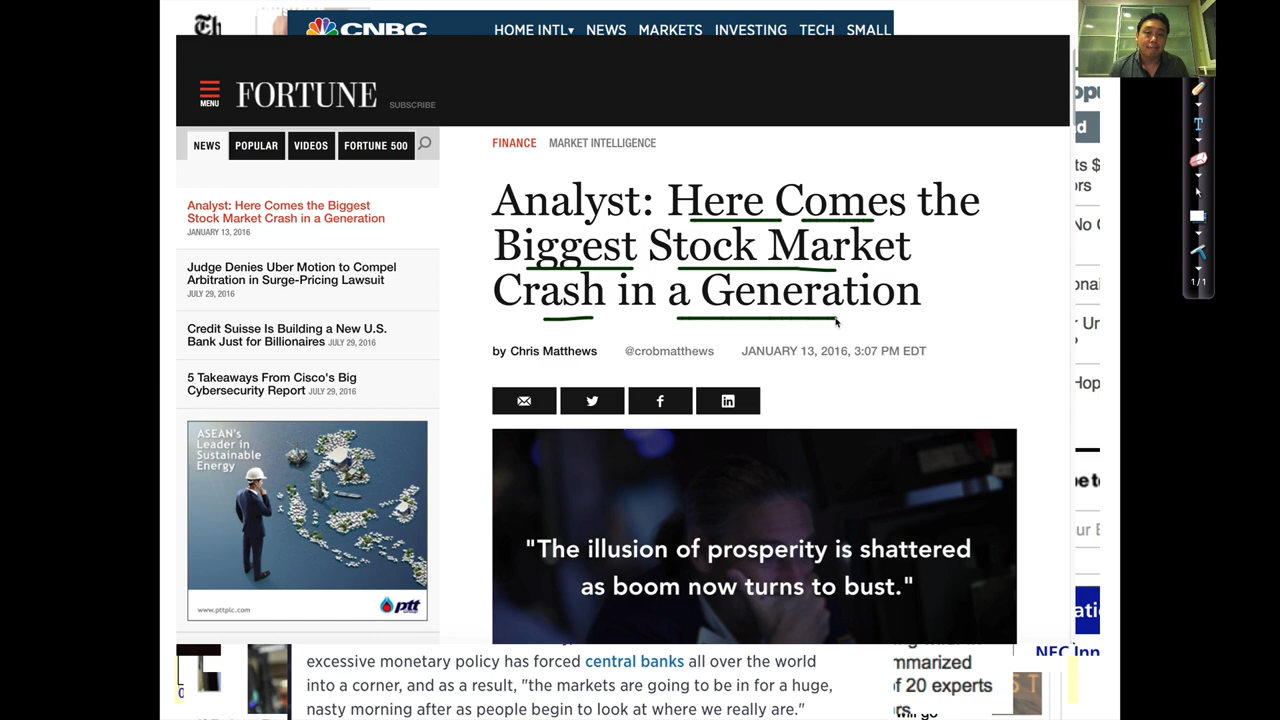 CNBC
HOME INTL▾ NEWS MARKETS INVESTING TECH SMALL
MENU
FORTUNE
SUBSCRIBE
NEWS POPULAR VIDEOS FORTUNE 500
FINANCE MARKET INTELLIGENCE
Analyst: Here Comes the Biggest
Stock Market Crash in a Generation
JANUARY 13, 2016
Judge Denies Uber Motion to Compel
Arbitration in Surge-Pricing Lawsuit
JULY 29, 2016
Credit Suisse Is Building a New U.S.
Bank Just for Billionaires JULY 29, 2016
5 Takeaways From Cisco's Big
Cybersecurity Report JULY 29, 2016
ASEAN's
Leader in
Sustainable
Energy
www.pttplc.com
ptt
Analyst: Here Comes the
Biggest Stock Market
Crash in a Generation
by Chris Matthews @crobmatthews JANUARY 13, 2016, 3:07 PM EDT
"The illusion of prosperity is shattered
as boom now turns to bust."
excessive monetary policy has forced central banks all over the world
into a corner, and as a result, "the markets are going to be in for a huge,
nasty morning after as people begin to look at where we really are."
of 20 experts
T
1/1